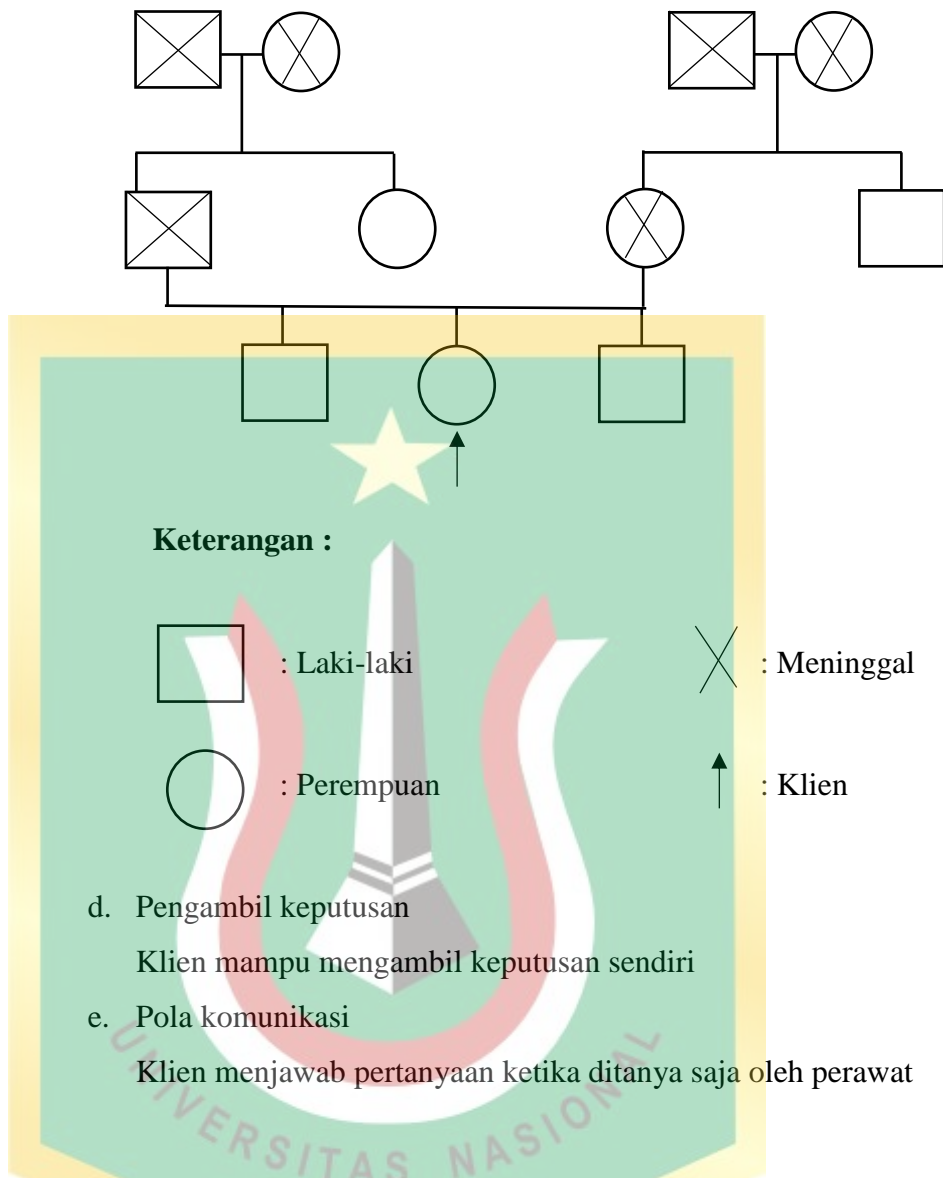 Keterangan :
: Laki-laki
: Meninggal
: Perempuan
: Klien
d. Pengambil keputusan
Klien mampu mengambil keputusan sendiri
e. Pola komunikasi
Klien menjawab pertanyaan ketika ditanya saja oleh perawat
UNIVERSITAS NASIONAL